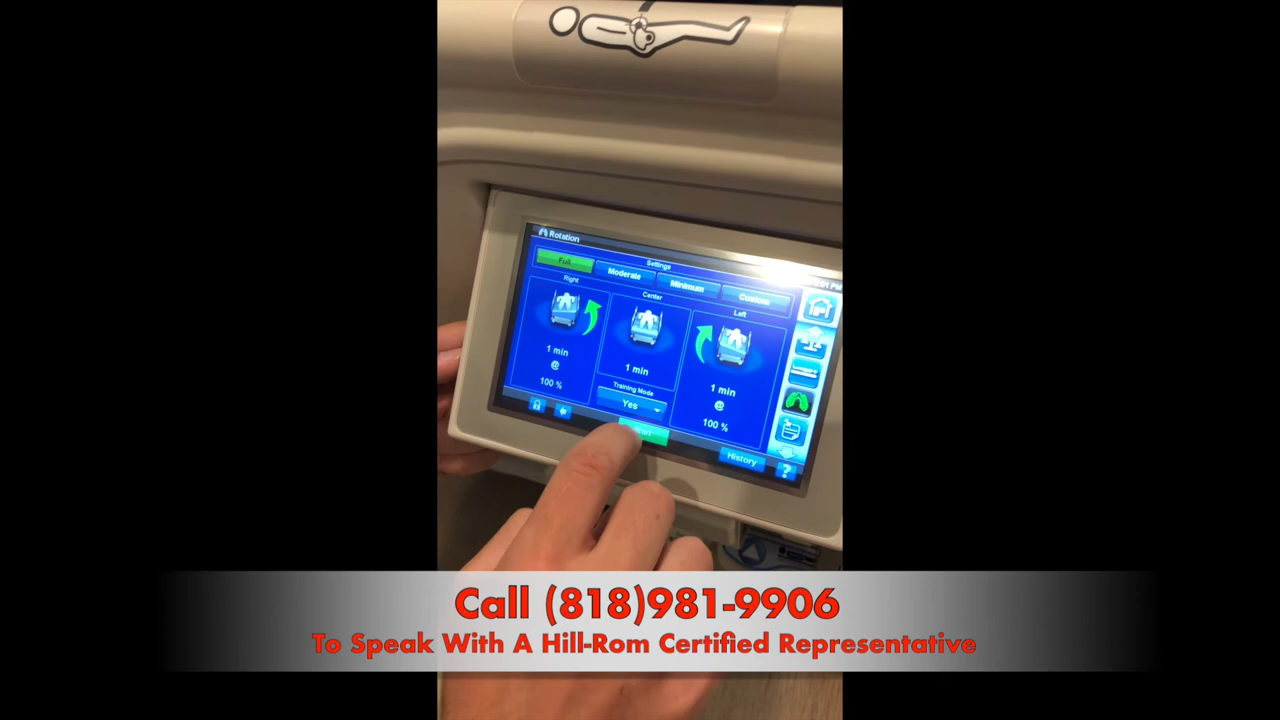 Rotation
Settings
Full
Moderate
Minimum
Custom
Right
Center
Left
1 min
@
100 %
1 min
1 min
@
100 %
Training Mode
Yes
History
?
Call (818)981-9906
To Speak With A Hill-Rom Certified Representative